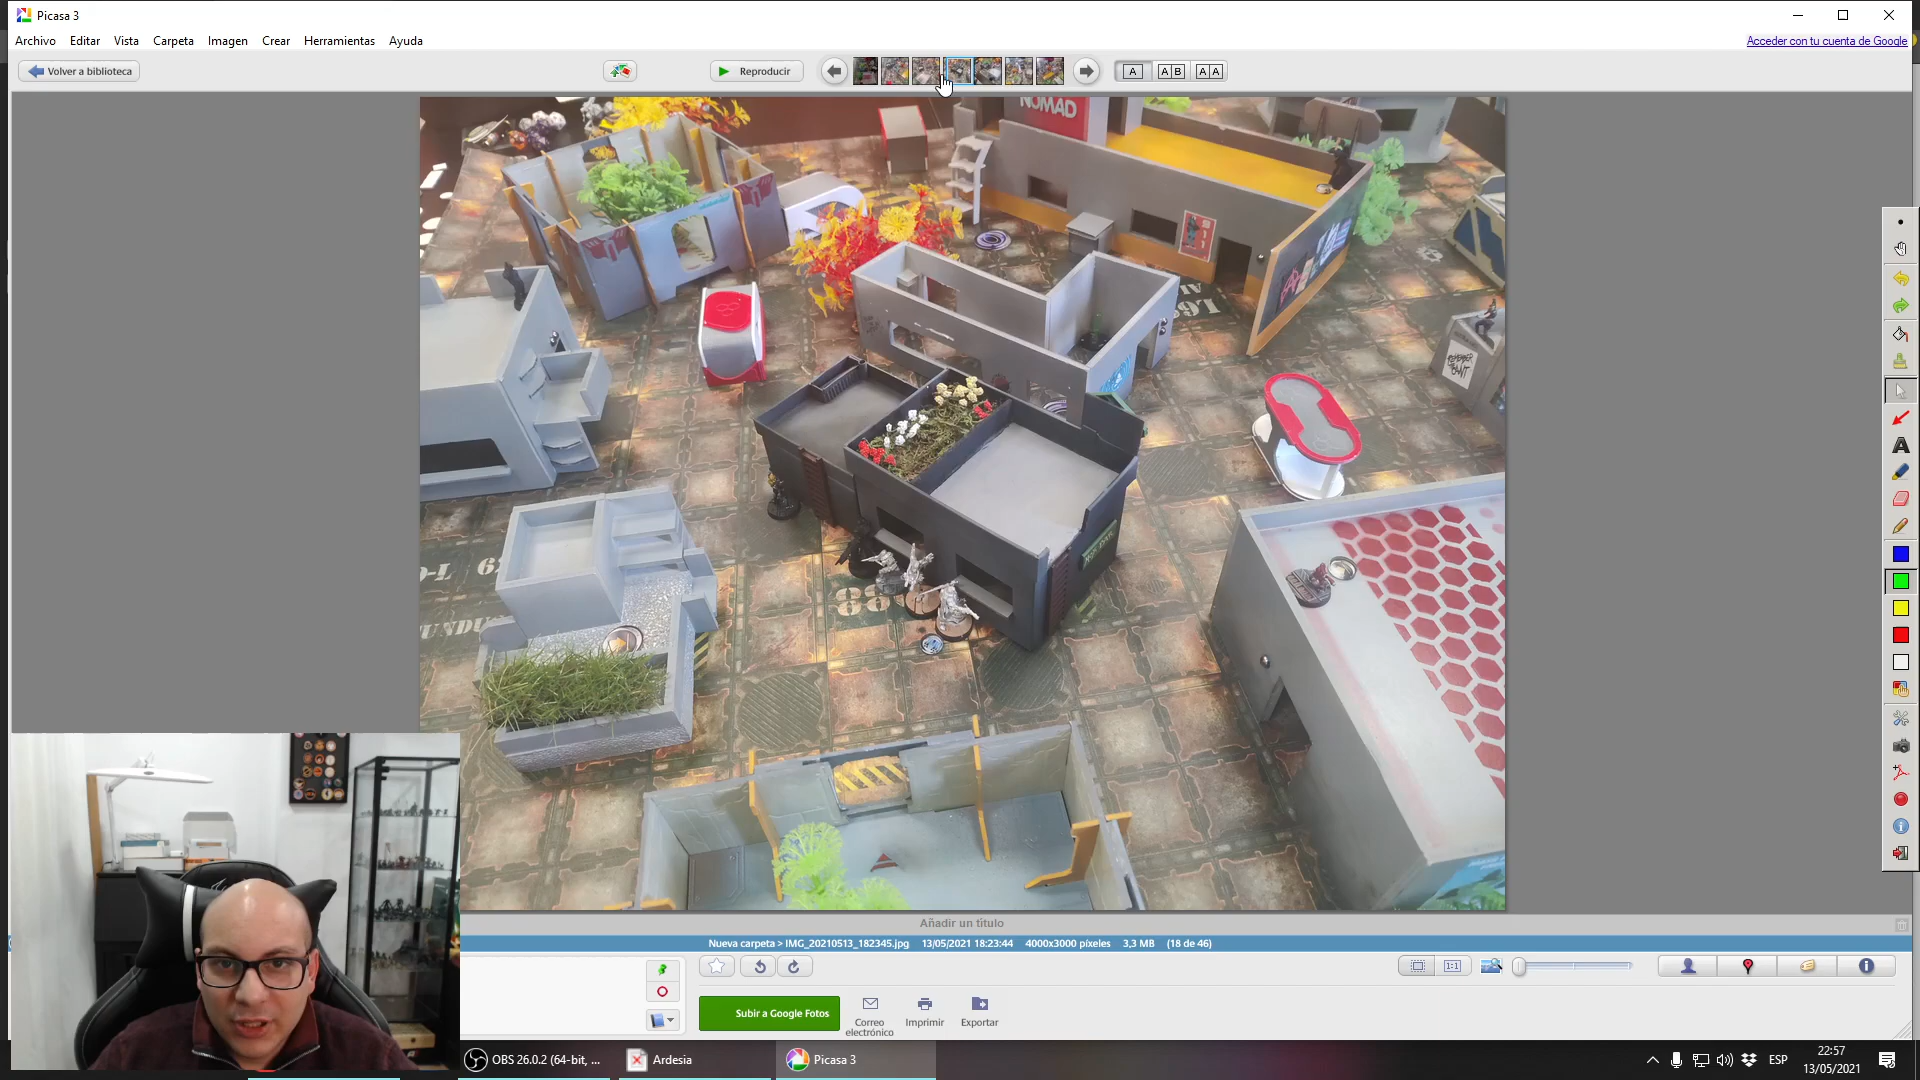 Picasa 3
Archivo Editar Vista Carpeta Imagen Crear Herramientas Ayuda
Acceder con tu cuenta de Google
Volver a biblioteca
Reproducir
A
A B
A A
NOMAD
88
Añadir un título
Nueva carpeta > IMG_20210513_182345.jpg 13/05/2021 18:23:44 4000x3000 píxeles 3,3 MB (18 de 46)
1:1
Subir a Google Fotos
Correo electrónico
Imprimir
Exportar
A
OBS 26.0.2 (64-bit, ...
Ardesia
Picasa 3
ESP
22:57
13/05/2021